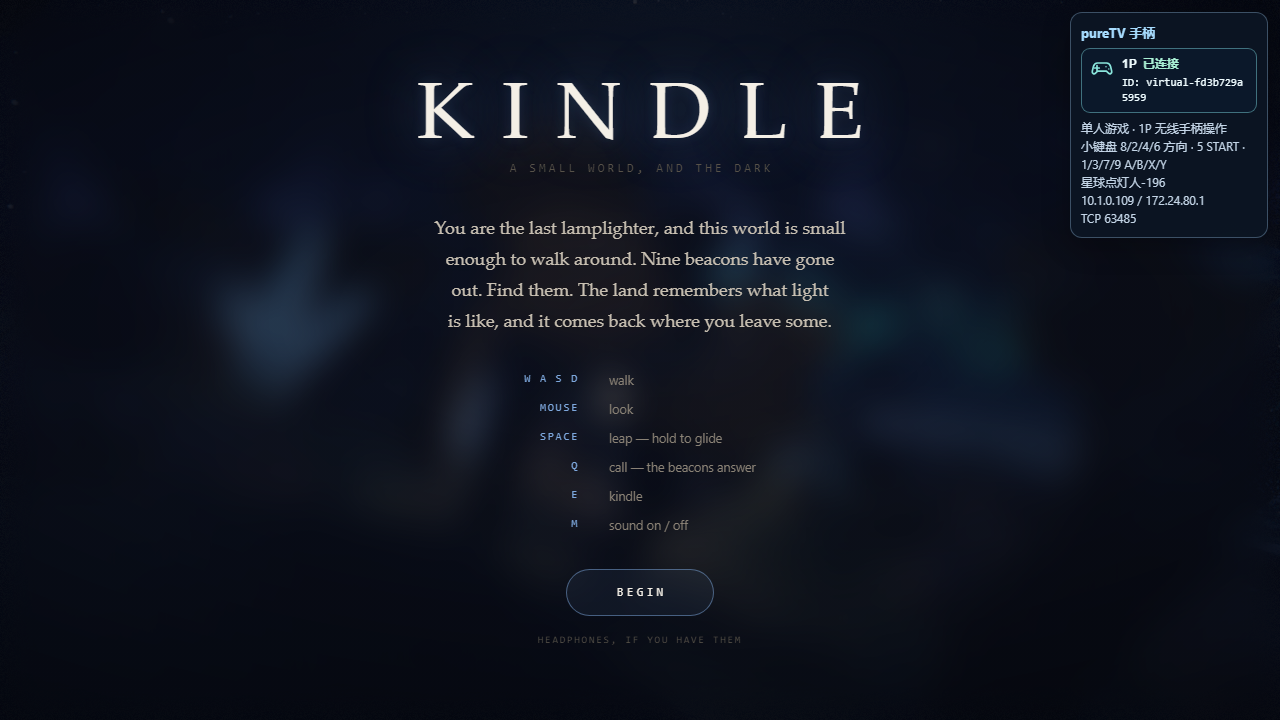 KINDLE
A SMALL WORLD, AND THE DARK
You are the last lamplighter, and this world is small
enough to walk around. Nine beacons have gone
out. Find them. The land remembers what light
is like, and it comes back where you leave some.
W A S D walk
MOUSE look
SPACE leap — hold to glide
Q call — the beacons answer
E kindle
M sound on / off
BEGIN
HEADPHONES, IF YOU HAVE THEM
pureTV 手柄
1P 已连接
ID: virtual-fd3b729a
5959
单人游戏 · 1P 无线手柄操作
小键盘 8/2/4/6 方向 · 5 START ·
1/3/7/9 A/B/X/Y
星球点灯人-196
10.1.0.109 / 172.24.80.1
TCP 63485